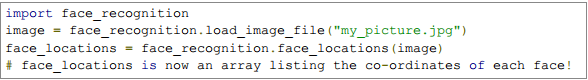 import face_recognition
image = face_recognition.load_image_file("my_picture.jpg")
face_locations = face_recognition.face_locations(image)
# face_locations is now an array listing the co-ordinates of each face!